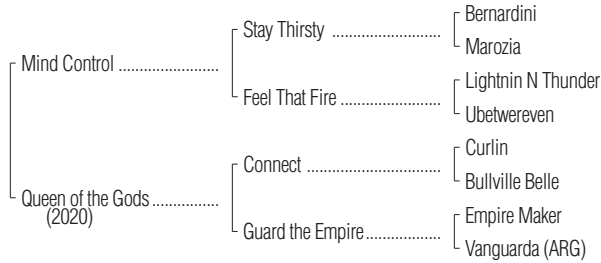 Bernardini
Stay Thirsty ..........................
Marozia
Mind Control ........................
Lightnin N Thunder
Feel That Fire ........................
Ubetwereven
Curlin
Connect ................................
Bullville Belle
Queen of the Gods ................
(2020)
Empire Maker
Guard the Empire ..................
Vanguarda (ARG)